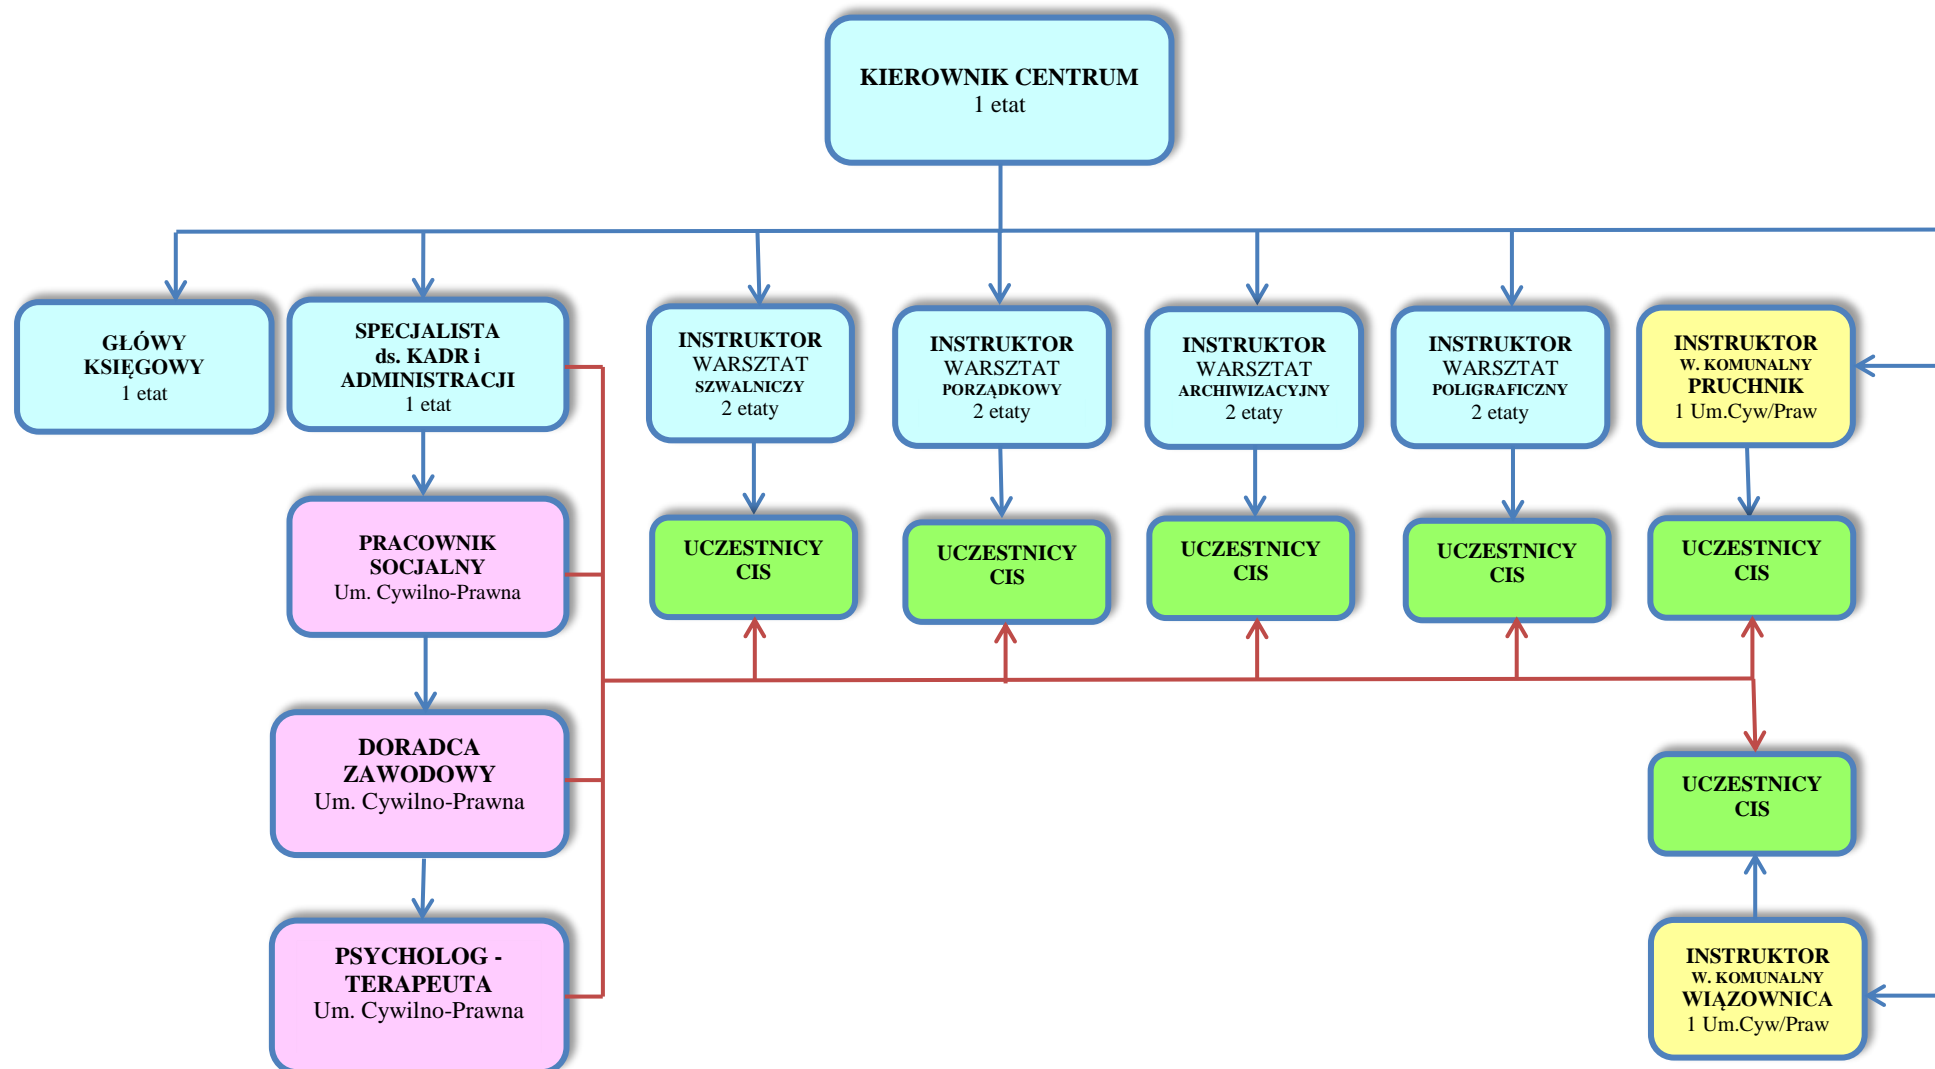 KIEROWNIK CENTRUM
1 etat
GŁÓWY
KSIĘGOWY
1 etat
SPECJALISTA
ds. KADR i
ADMINISTRACJI
1 etat
INSTRUKTOR
WARSZTAT
SZWALNICZY
2 etaty
INSTRUKTOR
WARSZTAT
PORZĄDKOWY
2 etaty
INSTRUKTOR
WARSZTAT
ARCHIWIZACYJNY
2 etaty
INSTRUKTOR
WARSZTAT
POLIGRAFICZNY
2 etaty
INSTRUKTOR
W. KOMUNALNY
PRUCHNIK
1 Um.Cyw/Praw
PRACOWNIK
SOCJALNY
Um. Cywilno-Prawna
UCZESTNICY
CIS
UCZESTNICY
CIS
UCZESTNICY
CIS
UCZESTNICY
CIS
UCZESTNICY
CIS
DORADCA
ZAWODOWY
Um. Cywilno-Prawna
UCZESTNICY
CIS
PSYCHOLOG -
TERAPEUTA
Um. Cywilno-Prawna
INSTRUKTOR
W. KOMUNALNY
WIĄZOWNICA
1 Um.Cyw/Praw